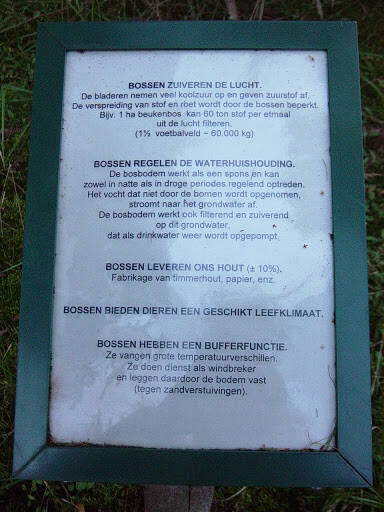 BOSSEN ZUIVEREN DE LUCHT.
De bladeren nemen veel koolzuur op en geven zuurstof af.
De verspreiding van stof en roet wordt door de bossen beperkt.
Bijv. 1 ha beukenbos kan 60 ton stof per etmaal
uit de lucht filteren.
(1½ voetbalveld ~ 60.000 kg)
BOSSEN REGELEN DE WATERHUISHOUDING.
De bosbodem werkt als een spons en kan
zowel in natte als in droge periodes regelend optreden.
Het vocht dat niet door de bomen wordt opgenomen,
stroomt naar het grondwater af.
De bosbodem werkt ook filterend en zuiverend
op dit grondwater,
dat als drinkwater weer wordt opgepompt.
BOSSEN LEVEREN ONS HOUT (± 10%).
Fabrikage van timmerhout, papier, enz.
BOSSEN BIEDEN DIEREN EEN GESCHIKT LEEFKLIMAAT.
BOSSEN HEBBEN EEN BUFFERFUNCTIE.
Ze vangen grote temperatuurverschillen.
Ze doen dienst als windbreker
en leggen daardoor de bodem vast
(tegen zandverstuivingen).